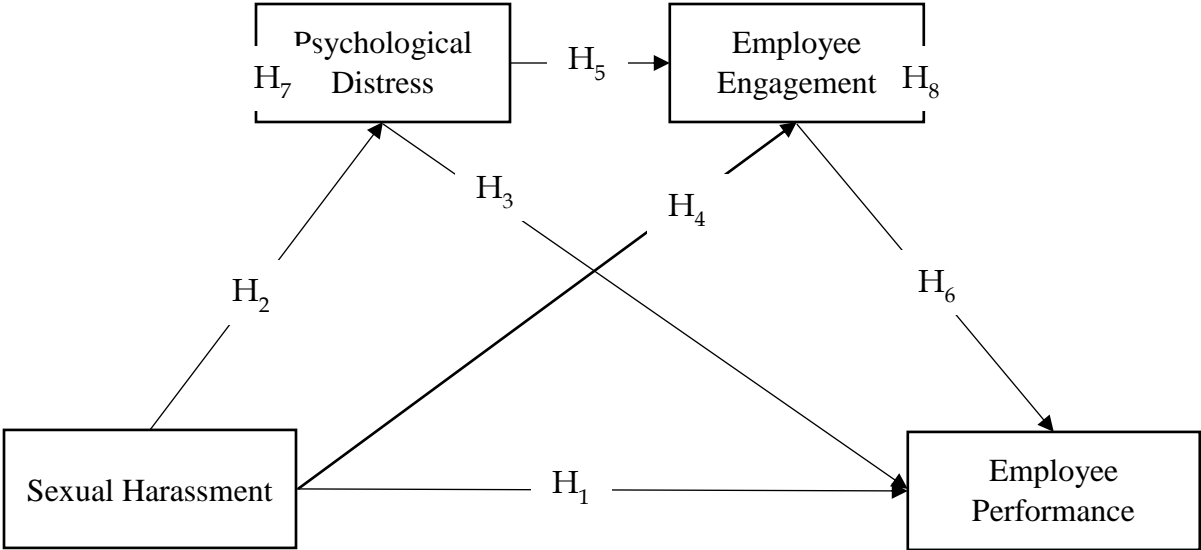 Psychological
Distress
H₇
H₅
Employee
Engagement
H₈
H₃
H₄
H₂
H₆
Sexual Harassment
H₁
Employee
Performance